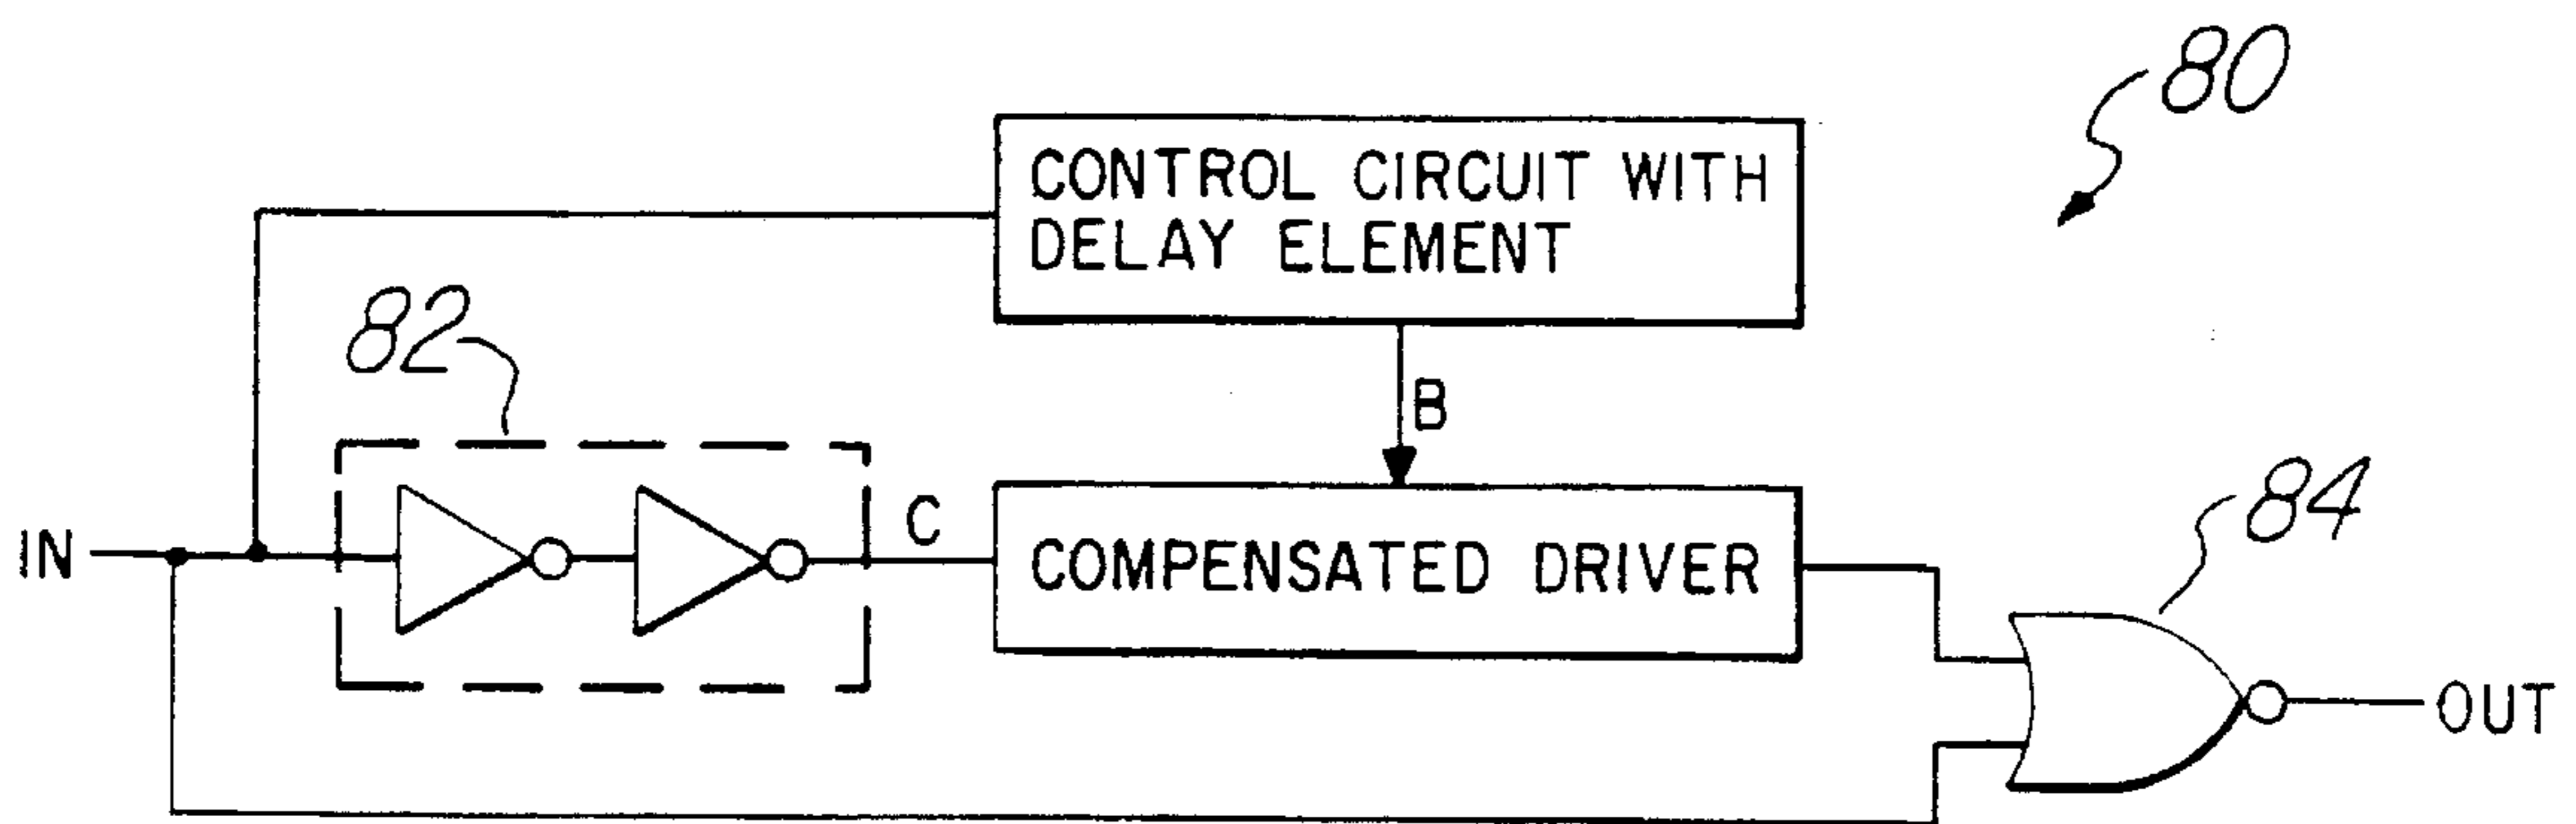 80
CONTROL CIRCUIT WITH
DELAY ELEMENT
82
B
84
IN
C
COMPENSATED DRIVER
OUT